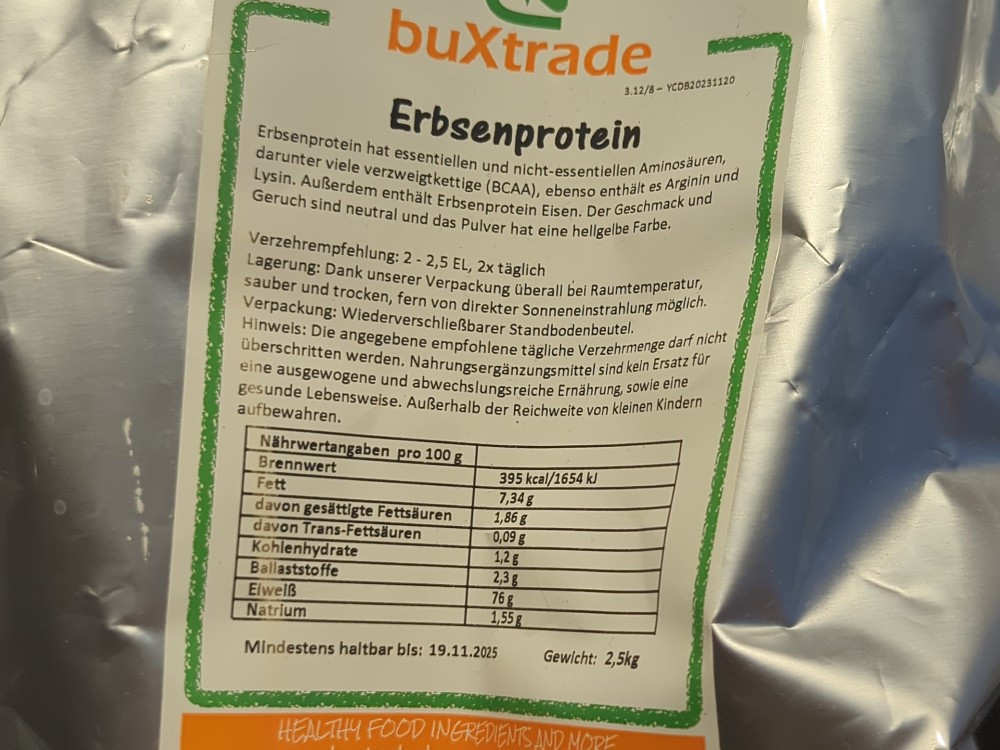 buXtrade
3.12/8 - YCDB20231120
Erbsenprotein
Erbsenprotein hat essentiellen und nicht-essentiellen Aminosäuren,
darunter viele verzweigtkettige (BCAA), ebenso enthält es Arginin und
Lysin. Außerdem enthält Erbsenprotein Eisen. Der Geschmack und
Geruch sind neutral und das Pulver hat eine hellgelbe Farbe.
Verzehrempfehlung: 2 - 2,5 EL, 2x täglich
Lagerung: Dank unserer Verpackung überall bei Raumtemperatur,
sauber und trocken, fern von direkter Sonneneinstrahlung möglich.
Verpackung: Wiederverschließbarer Standbodenbeutel.
Hinweis: Die angegebene empfohlene tägliche Verzehrmenge darf nicht
überschritten werden. Nahrungsergänzungsmittel sind kein Ersatz für
eine ausgewogene und abwechslungsreiche Ernährung, sowie eine
gesunde Lebensweise. Außerhalb der Reichweite von kleinen Kindern
aufbewahren.
Nährwertangaben pro 100 g
Brennwert 395 kcal/1654 kJ
Fett 7,34 g
davon gesättigte Fettsäuren 1,86 g
davon Trans-Fettsäuren 0,09 g
Kohlenhydrate 1,2 g
Ballaststoffe 2,3 g
Eiweiß 76 g
Natrium 1,55 g
Mindestens haltbar bis: 19.11.2025 Gewicht: 2,5kg
HEALTHY FOOD INGREDIENTS AND MORE